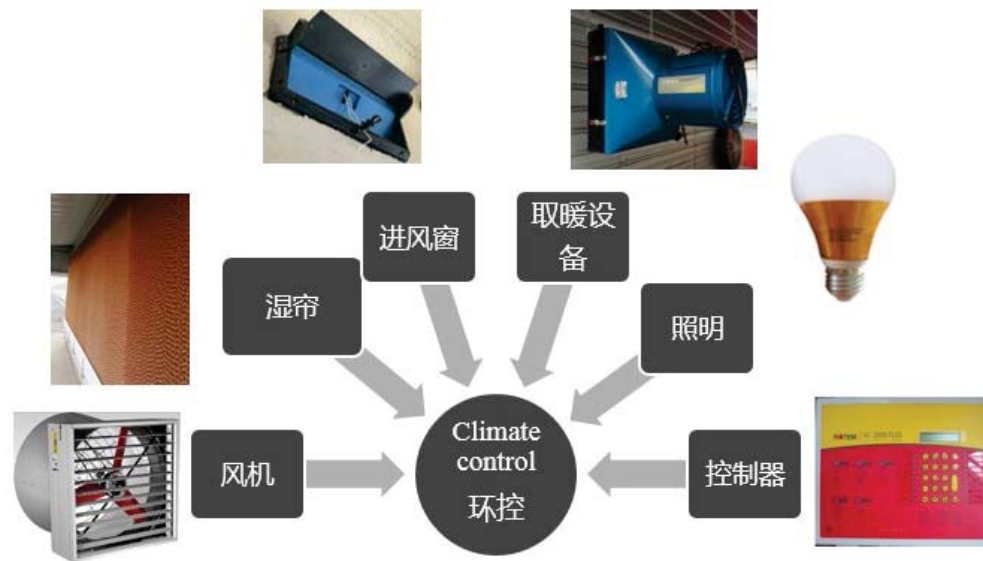 进风窗
取暖设
备
湿帘
照明
Climate
control
环控
风机
控制器